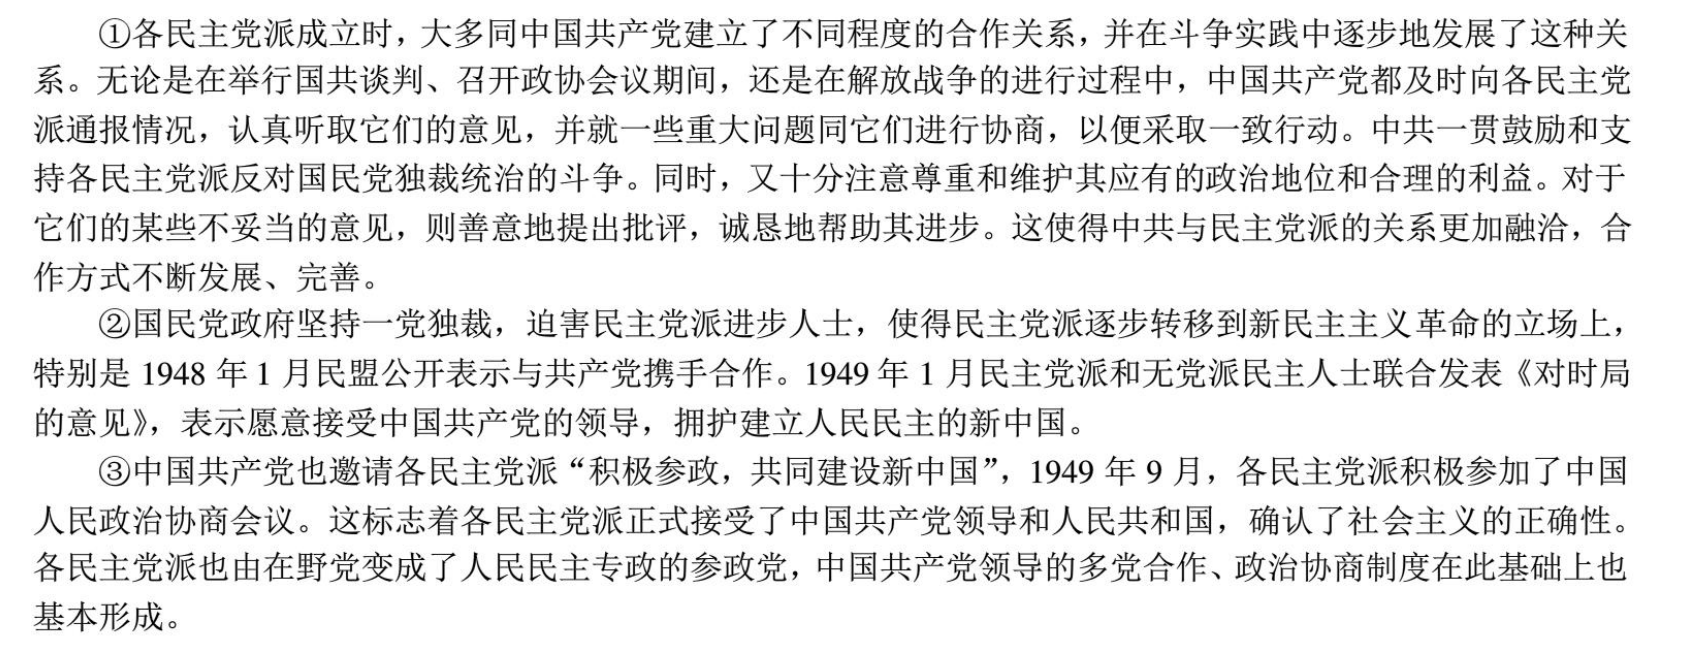 ①各民主党派成立时，大多同中国共产党建立了不同程度的合作关系，并在斗争实践中逐步地发展了这种关
系。无论是在举行国共谈判、召开政协会议期间，还是在解放战争的进行过程中，中国共产党都及时向各民主党
派通报情况，认真听取它们的意见，并就一些重大问题同它们进行协商，以便采取一致行动。中共一贯鼓励和支
持各民主党派反对国民党独裁统治的斗争。同时，又十分注意尊重和维护其应有的政治地位和合理的利益。对于
它们的某些不妥当的意见，则善意地提出批评，诚恳地帮助其进步。这使得中共与民主党派的关系更加融洽，合
作方式不断发展、完善。
②国民党政府坚持一党独裁，迫害民主党派进步人士，使得民主党派逐步转移到新民主主义革命的立场上，
特别是 1948 年 1 月民盟公开表示与共产党携手合作。1949 年 1 月民主党派和无党派民主人士联合发表《对时局
的意见》，表示愿意接受中国共产党的领导，拥护建立人民民主的新中国。
③中国共产党也邀请各民主党派“积极参政，共同建设新中国”，1949 年 9 月，各民主党派积极参加了中国
人民政治协商会议。这标志着各民主党派正式接受了中国共产党领导和人民共和国，确认了社会主义的正确性。
各民主党派也由在野党变成了人民民主专政的参政党，中国共产党领导的多党合作、政治协商制度在此基础上也
基本形成。